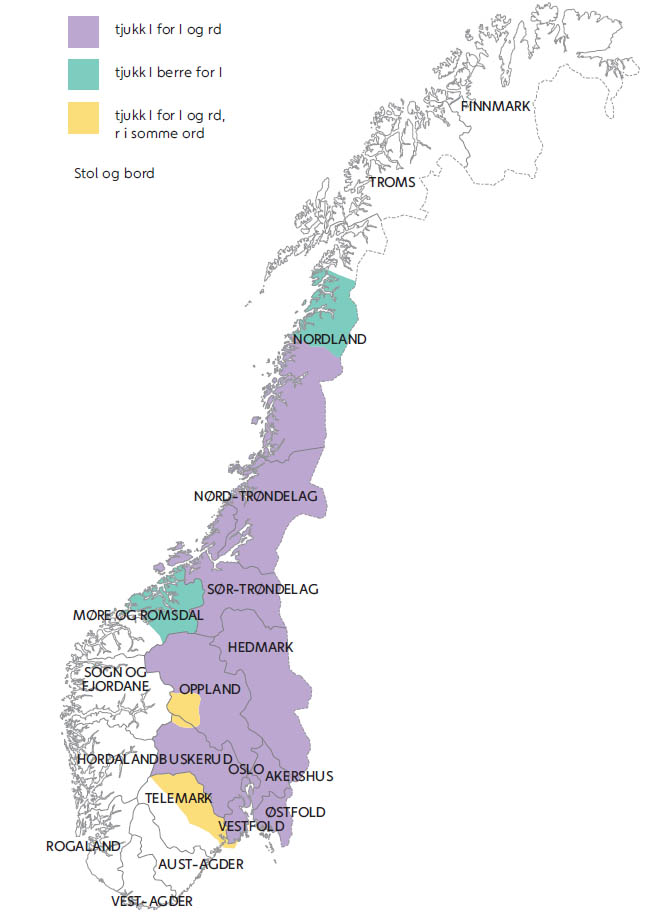 tjukk l for l og rd
tjukk l berre for l
tjukk l for l og rd,
r i somme ord
Stol og bord
FINNMARK
TROMS
NORDLAND
NORD-TRØNDELAG
SØR-TRØNDELAG
MØRE OG ROMSDAL
HEDMARK
SOGN OG
FJORDANE
OPPLAND
HORDALAND
BUSKERUD
OSLO
AKERSHUS
TELEMARK
ØSTFOLD
VESTFOLD
ROGALAND
AUST-AGDER
VEST-AGDER